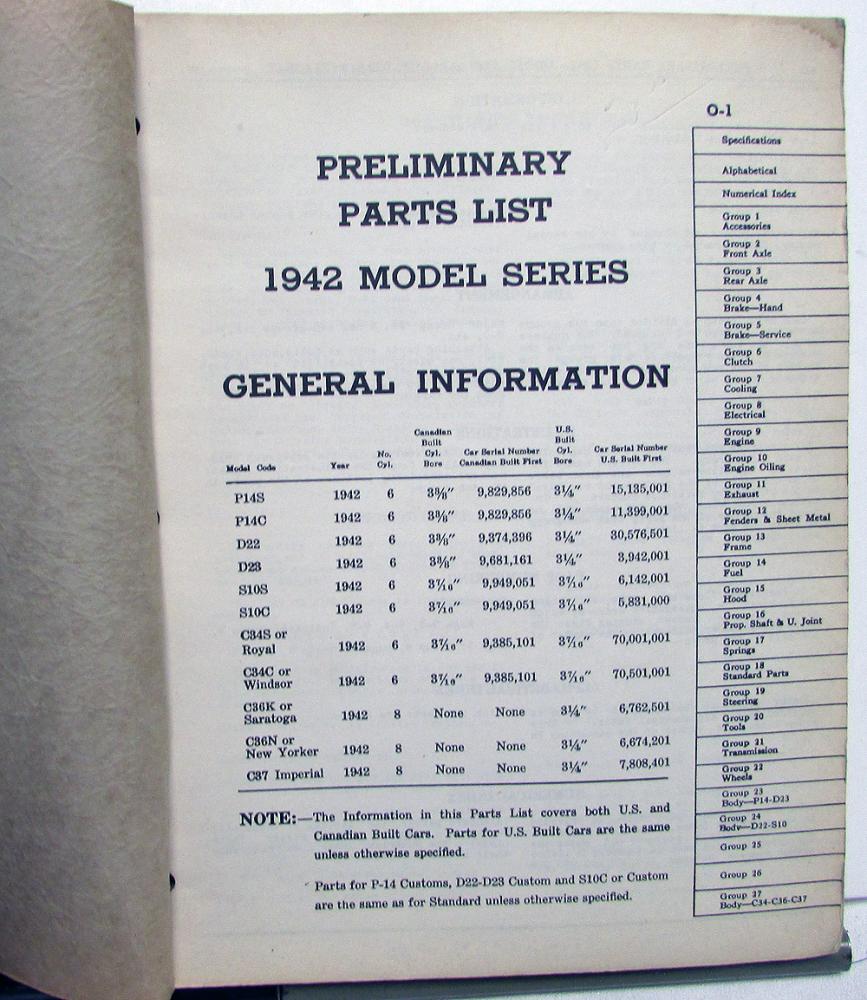 O-1
PRELIMINARY
PARTS LIST
1942 MODEL SERIES
GENERAL INFORMATION
Model Code Year No. Cyl. Canadian Built Cyl. Bore Car Serial Number Canadian Built First U.S. Built Cyl. Bore Car Serial Number U.S. Built First
P14S 1942 6 3⅜″ 9,829,856 3¼″ 15,135,001
P14C 1942 6 3⅜″ 9,829,856 3¼″ 11,399,001
D22 1942 6 3⅜″ 9,374,396 3¼″ 30,576,501
D23 1942 6 3⅜″ 9,681,161 3¼″ 3,942,001
S10S 1942 6 3⁷⁄₁₆″ 9,949,051 3⁷⁄₁₆″ 6,142,001
S10C 1942 6 3⁷⁄₁₆″ 9,949,051 3⁷⁄₁₆″ 5,831,000
C34S or
Royal 1942 6 3⁷⁄₁₆″ 9,385,101 3⁷⁄₁₆″ 70,001,001
C34C or
Windsor 1942 6 3⁷⁄₁₆″ 9,385,101 3⁷⁄₁₆″ 70,501,001
C36K or
Saratoga 1942 8 None None 3¼″ 6,762,501
C36N or
New Yorker 1942 8 None None 3¼″ 6,674,201
C37 Imperial 1942 8 None None 3¼″ 7,808,401
NOTE:—The Information in this Parts List covers both U.S. and
Canadian Built Cars. Parts for U.S. Built Cars are the same
unless otherwise specified.
Parts for P-14 Customs, D22-D23 Custom and S10C or Custom
are the same as for Standard unless otherwise specified.
Specifications
Alphabetical
Numerical Index
Group 1
Accessories
Group 2
Front Axle
Group 3
Rear Axle
Group 4
Brake—Hand
Group 5
Brake—Service
Group 6
Clutch
Group 7
Cooling
Group 8
Electrical
Group 9
Engine
Group 10
Engine Oiling
Group 11
Exhaust
Group 12
Fenders & Sheet Metal
Group 13
Frame
Group 14
Fuel
Group 15
Hood
Group 16
Prop. Shaft & U. Joint
Group 17
Springs
Group 18
Standard Parts
Group 19
Steering
Group 20
Tools
Group 21
Transmission
Group 22
Wheels
Group 23
Body—P14-D23
Group 24
Body—D22-S10
Group 25
Group 26
Group 27
Body—C34-C36-C37